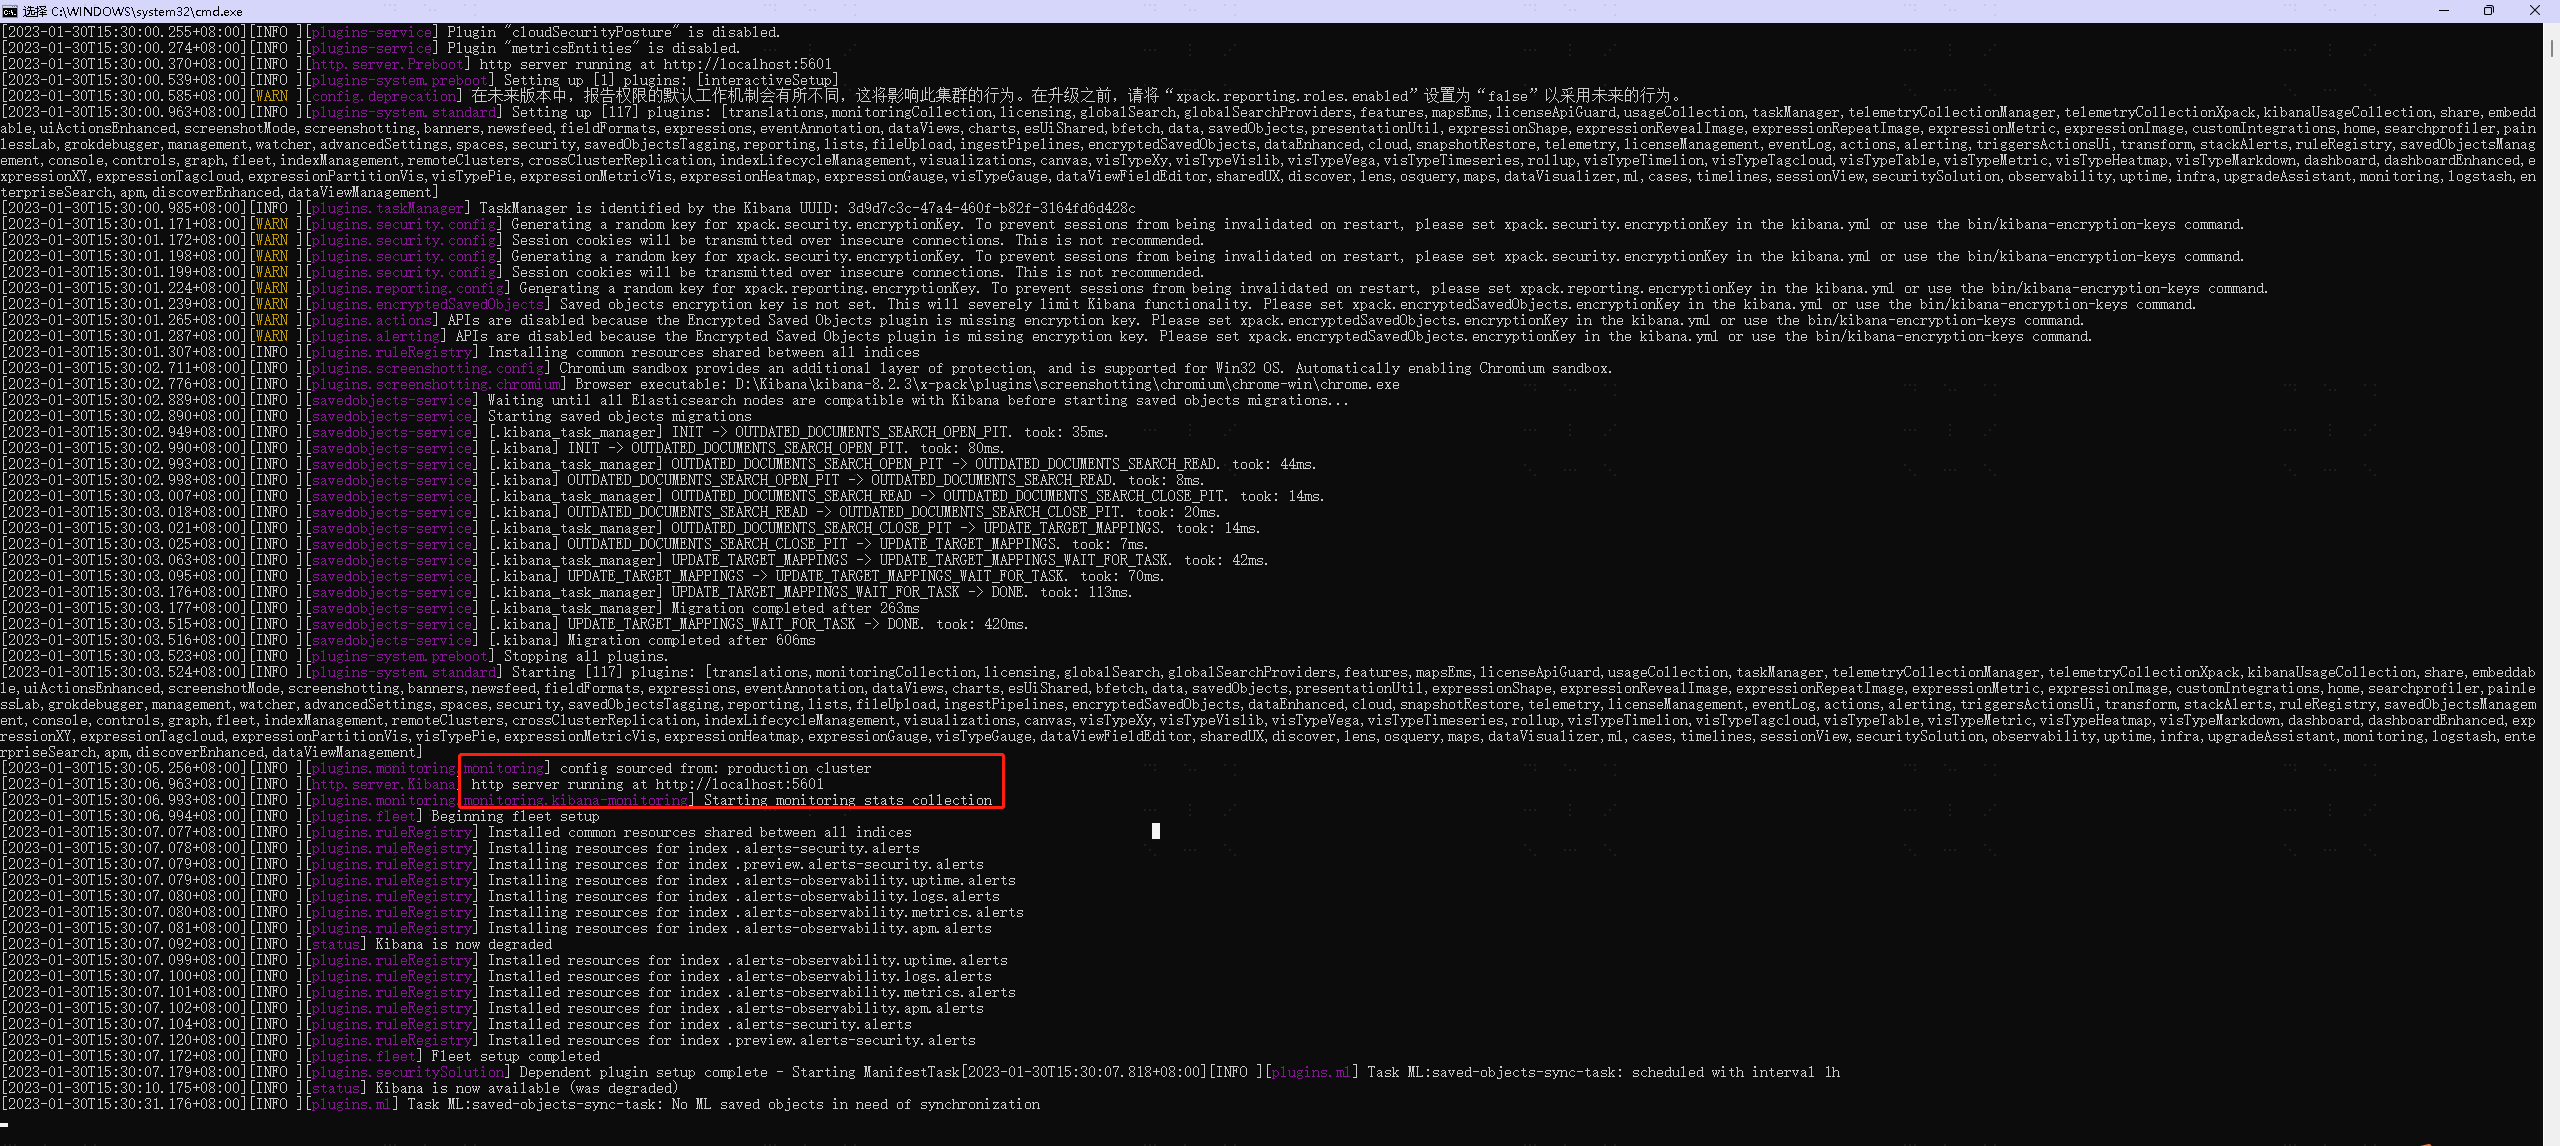 选择 C:\WINDOWS\system32\cmd.exe
[2023-01-30T15:30:00.255+08:00][INFO ][plugins-service] Plugin "cloudSecurityPosture" is disabled.
[2023-01-30T15:30:00.274+08:00][INFO ][plugins-service] Plugin "metricsEntities" is disabled.
[2023-01-30T15:30:00.370+08:00][INFO ][http.server.Preboot] http server running at http://localhost:5601
[2023-01-30T15:30:00.539+08:00][INFO ][plugins-system.preboot] Setting up [1] plugins: [interactiveSetup]
[2023-01-30T15:30:00.585+08:00][WARN ][config.deprecation] 在未来版本中，报告权限的默认工作机制会有所不同，这将影响此集群的行为。在升级之前，请将“xpack.reporting.roles.enabled”设置为“false”以采用未来的行为。
[2023-01-30T15:30:00.963+08:00][INFO ][plugins-system.standard] Setting up [117] plugins: [translations,monitoringCollection,licensing,globalSearch,globalSearchProviders,features,mapsEms,licenseApiGuard,usageCollection,taskManager,telemetryCollectionManager,telemetryCollectionXpack,kibanaUsageCollection,share,embedd
able,uiActionsEnhanced,screenshotMode,screenshotting,banners,newsfeed,fieldFormats,expressions,eventAnnotation,dataViews,charts,esUiShared,bfetch,data,savedObjects,presentationUtil,expressionShape,expressionRevealImage,expressionRepeatImage,expressionMetric,expressionImage,customIntegrations,home,searchprofiler,pain
lessLab,grokdebugger,management,watcher,advancedSettings,spaces,security,savedObjectsTagging,reporting,lists,fileUpload,ingestPipelines,encryptedSavedObjects,dataEnhanced,cloud,snapshotRestore,telemetry,licenseManagement,eventLog,actions,alerting,triggersActionsUi,transform,stackAlerts,ruleRegistry,savedObjectsManag
ement,console,controls,graph,fleet,indexManagement,remoteClusters,crossClusterReplication,indexLifecycleManagement,visualizations,canvas,visTypeXy,visTypeVislib,visTypeVega,visTypeTimeseries,rollup,visTypeTimelion,visTypeTagcloud,visTypeTable,visTypeMetric,visTypeHeatmap,visTypeMarkdown,dashboard,dashboardEnhanced,e
xpressionXY,expressionTagcloud,expressionPartitionVis,visTypePie,expressionMetricVis,expressionHeatmap,expressionGauge,visTypeGauge,dataViewFieldEditor,sharedUX,discover,lens,osquery,maps,dataVisualizer,ml,cases,timelines,sessionView,securitySolution,observability,uptime,infra,upgradeAssistant,monitoring,logstash,en
terpriseSearch,apm,discoverEnhanced,dataViewManagement]
[2023-01-30T15:30:00.985+08:00][INFO ][plugins.taskManager] TaskManager is identified by the Kibana UUID: 3d9d7c3c-47a4-460f-b82f-3164fd6d428c
[2023-01-30T15:30:01.171+08:00][WARN ][plugins.security.config] Generating a random key for xpack.security.encryptionKey. To prevent sessions from being invalidated on restart, please set xpack.security.encryptionKey in the kibana.yml or use the bin/kibana-encryption-keys command.
[2023-01-30T15:30:01.172+08:00][WARN ][plugins.security.config] Session cookies will be transmitted over insecure connections. This is not recommended.
[2023-01-30T15:30:01.198+08:00][WARN ][plugins.security.config] Generating a random key for xpack.security.encryptionKey. To prevent sessions from being invalidated on restart, please set xpack.security.encryptionKey in the kibana.yml or use the bin/kibana-encryption-keys command.
[2023-01-30T15:30:01.199+08:00][WARN ][plugins.security.config] Session cookies will be transmitted over insecure connections. This is not recommended.
[2023-01-30T15:30:01.224+08:00][WARN ][plugins.reporting.config] Generating a random key for xpack.reporting.encryptionKey. To prevent sessions from being invalidated on restart, please set xpack.reporting.encryptionKey in the kibana.yml or use the bin/kibana-encryption-keys command.
[2023-01-30T15:30:01.239+08:00][WARN ][plugins.encryptedSavedObjects] Saved objects encryption key is not set. This will severely limit Kibana functionality. Please set xpack.encryptedSavedObjects.encryptionKey in the kibana.yml or use the bin/kibana-encryption-keys command.
[2023-01-30T15:30:01.265+08:00][WARN ][plugins.actions] APIs are disabled because the Encrypted Saved Objects plugin is missing encryption key. Please set xpack.encryptedSavedObjects.encryptionKey in the kibana.yml or use the bin/kibana-encryption-keys command.
[2023-01-30T15:30:01.287+08:00][WARN ][plugins.alerting] APIs are disabled because the Encrypted Saved Objects plugin is missing encryption key. Please set xpack.encryptedSavedObjects.encryptionKey in the kibana.yml or use the bin/kibana-encryption-keys command.
[2023-01-30T15:30:01.307+08:00][INFO ][plugins.ruleRegistry] Installing common resources shared between all indices
[2023-01-30T15:30:02.711+08:00][INFO ][plugins.screenshotting.config] Chromium sandbox provides an additional layer of protection, and is supported for Win32 OS. Automatically enabling Chromium sandbox.
[2023-01-30T15:30:02.776+08:00][INFO ][plugins.screenshotting.chromium] Browser executable: D:\Kibana\kibana-8.2.3\x-pack\plugins\screenshotting\chromium\chrome-win\chrome.exe
[2023-01-30T15:30:02.889+08:00][INFO ][savedobjects-service] Waiting until all Elasticsearch nodes are compatible with Kibana before starting saved objects migrations...
[2023-01-30T15:30:02.890+08:00][INFO ][savedobjects-service] Starting saved objects migrations
[2023-01-30T15:30:02.949+08:00][INFO ][savedobjects-service] [.kibana_task_manager] INIT -> OUTDATED_DOCUMENTS_SEARCH_OPEN_PIT. took: 35ms.
[2023-01-30T15:30:02.990+08:00][INFO ][savedobjects-service] [.kibana] INIT -> OUTDATED_DOCUMENTS_SEARCH_OPEN_PIT. took: 80ms.
[2023-01-30T15:30:02.993+08:00][INFO ][savedobjects-service] [.kibana_task_manager] OUTDATED_DOCUMENTS_SEARCH_OPEN_PIT -> OUTDATED_DOCUMENTS_SEARCH_READ. took: 44ms.
[2023-01-30T15:30:02.998+08:00][INFO ][savedobjects-service] [.kibana] OUTDATED_DOCUMENTS_SEARCH_OPEN_PIT -> OUTDATED_DOCUMENTS_SEARCH_READ. took: 8ms.
[2023-01-30T15:30:03.007+08:00][INFO ][savedobjects-service] [.kibana_task_manager] OUTDATED_DOCUMENTS_SEARCH_READ -> OUTDATED_DOCUMENTS_SEARCH_CLOSE_PIT. took: 14ms.
[2023-01-30T15:30:03.018+08:00][INFO ][savedobjects-service] [.kibana] OUTDATED_DOCUMENTS_SEARCH_READ -> OUTDATED_DOCUMENTS_SEARCH_CLOSE_PIT. took: 20ms.
[2023-01-30T15:30:03.021+08:00][INFO ][savedobjects-service] [.kibana_task_manager] OUTDATED_DOCUMENTS_SEARCH_CLOSE_PIT -> UPDATE_TARGET_MAPPINGS. took: 14ms.
[2023-01-30T15:30:03.025+08:00][INFO ][savedobjects-service] [.kibana] OUTDATED_DOCUMENTS_SEARCH_CLOSE_PIT -> UPDATE_TARGET_MAPPINGS. took: 7ms.
[2023-01-30T15:30:03.063+08:00][INFO ][savedobjects-service] [.kibana_task_manager] UPDATE_TARGET_MAPPINGS -> UPDATE_TARGET_MAPPINGS_WAIT_FOR_TASK. took: 42ms.
[2023-01-30T15:30:03.095+08:00][INFO ][savedobjects-service] [.kibana] UPDATE_TARGET_MAPPINGS -> UPDATE_TARGET_MAPPINGS_WAIT_FOR_TASK. took: 70ms.
[2023-01-30T15:30:03.176+08:00][INFO ][savedobjects-service] [.kibana_task_manager] UPDATE_TARGET_MAPPINGS_WAIT_FOR_TASK -> DONE. took: 113ms.
[2023-01-30T15:30:03.177+08:00][INFO ][savedobjects-service] [.kibana_task_manager] Migration completed after 263ms
[2023-01-30T15:30:03.515+08:00][INFO ][savedobjects-service] [.kibana] UPDATE_TARGET_MAPPINGS_WAIT_FOR_TASK -> DONE. took: 420ms.
[2023-01-30T15:30:03.516+08:00][INFO ][savedobjects-service] [.kibana] Migration completed after 606ms
[2023-01-30T15:30:03.523+08:00][INFO ][plugins-system.preboot] Stopping all plugins.
[2023-01-30T15:30:03.524+08:00][INFO ][plugins-system.standard] Starting [117] plugins: [translations,monitoringCollection,licensing,globalSearch,globalSearchProviders,features,mapsEms,licenseApiGuard,usageCollection,taskManager,telemetryCollectionManager,telemetryCollectionXpack,kibanaUsageCollection,share,embeddab
le,uiActionsEnhanced,screenshotMode,screenshotting,banners,newsfeed,fieldFormats,expressions,eventAnnotation,dataViews,charts,esUiShared,bfetch,data,savedObjects,presentationUtil,expressionShape,expressionRevealImage,expressionRepeatImage,expressionMetric,expressionImage,customIntegrations,home,searchprofiler,painle
ssLab,grokdebugger,management,watcher,advancedSettings,spaces,security,savedObjectsTagging,reporting,lists,fileUpload,ingestPipelines,encryptedSavedObjects,dataEnhanced,cloud,snapshotRestore,telemetry,licenseManagement,eventLog,actions,alerting,triggersActionsUi,transform,stackAlerts,ruleRegistry,savedObjectsManagem
ent,console,controls,graph,fleet,indexManagement,remoteClusters,crossClusterReplication,indexLifecycleManagement,visualizations,canvas,visTypeXy,visTypeVislib,visTypeVega,visTypeTimeseries,rollup,visTypeTimelion,visTypeTagcloud,visTypeTable,visTypeMetric,visTypeHeatmap,visTypeMarkdown,dashboard,dashboardEnhanced,exp
ressionXY,expressionTagcloud,expressionPartitionVis,visTypePie,expressionMetricVis,expressionHeatmap,expressionGauge,visTypeGauge,dataViewFieldEditor,sharedUX,discover,lens,osquery,maps,dataVisualizer,ml,cases,timelines,sessionView,securitySolution,observability,uptime,infra,upgradeAssistant,monitoring,logstash,ente
rpriseSearch,apm,discoverEnhanced,dataViewManagement]
[2023-01-30T15:30:05.256+08:00][INFO ][plugins.monitoring.monitoring] config sourced from: production cluster
[2023-01-30T15:30:06.963+08:00][INFO ][http.server.Kibana] http server running at http://localhost:5601
[2023-01-30T15:30:06.993+08:00][INFO ][plugins.monitoring.monitoring.kibana-monitoring] Starting monitoring stats collection
[2023-01-30T15:30:06.994+08:00][INFO ][plugins.fleet] Beginning fleet setup
[2023-01-30T15:30:07.077+08:00][INFO ][plugins.ruleRegistry] Installed common resources shared between all indices
[2023-01-30T15:30:07.078+08:00][INFO ][plugins.ruleRegistry] Installing resources for index .alerts-security.alerts
[2023-01-30T15:30:07.079+08:00][INFO ][plugins.ruleRegistry] Installing resources for index .preview.alerts-security.alerts
[2023-01-30T15:30:07.079+08:00][INFO ][plugins.ruleRegistry] Installing resources for index .alerts-observability.uptime.alerts
[2023-01-30T15:30:07.080+08:00][INFO ][plugins.ruleRegistry] Installing resources for index .alerts-observability.logs.alerts
[2023-01-30T15:30:07.080+08:00][INFO ][plugins.ruleRegistry] Installing resources for index .alerts-observability.metrics.alerts
[2023-01-30T15:30:07.081+08:00][INFO ][plugins.ruleRegistry] Installing resources for index .alerts-observability.apm.alerts
[2023-01-30T15:30:07.092+08:00][INFO ][status] Kibana is now degraded
[2023-01-30T15:30:07.099+08:00][INFO ][plugins.ruleRegistry] Installed resources for index .alerts-observability.uptime.alerts
[2023-01-30T15:30:07.100+08:00][INFO ][plugins.ruleRegistry] Installed resources for index .alerts-observability.logs.alerts
[2023-01-30T15:30:07.101+08:00][INFO ][plugins.ruleRegistry] Installed resources for index .alerts-observability.metrics.alerts
[2023-01-30T15:30:07.102+08:00][INFO ][plugins.ruleRegistry] Installed resources for index .alerts-observability.apm.alerts
[2023-01-30T15:30:07.104+08:00][INFO ][plugins.ruleRegistry] Installed resources for index .alerts-security.alerts
[2023-01-30T15:30:07.120+08:00][INFO ][plugins.ruleRegistry] Installed resources for index .preview.alerts-security.alerts
[2023-01-30T15:30:07.172+08:00][INFO ][plugins.fleet] Fleet setup completed
[2023-01-30T15:30:07.179+08:00][INFO ][plugins.securitySolution] Dependent plugin setup complete - Starting ManifestTask[2023-01-30T15:30:07.818+08:00][INFO ][plugins.ml] Task ML:saved-objects-sync-task: scheduled with interval 1h
[2023-01-30T15:30:10.175+08:00][INFO ][status] Kibana is now available (was degraded)
[2023-01-30T15:30:31.176+08:00][INFO ][plugins.ml] Task ML:saved-objects-sync-task: No ML saved objects in need of synchronization